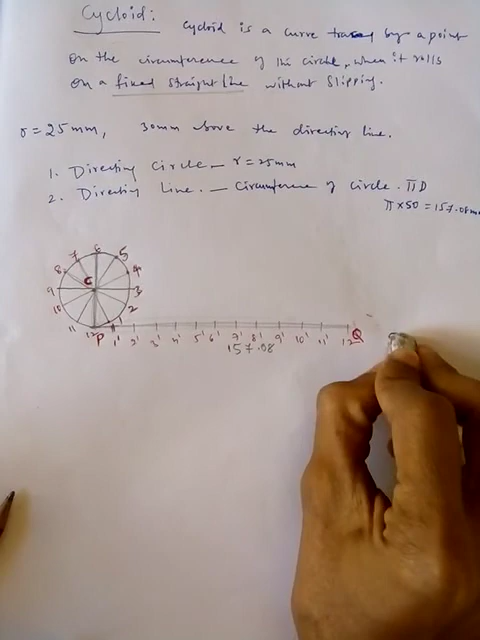 Cycloid:
Cycloid is a curve traced by a point
on the circumference of the circle, when it rolls
on a fixed straight line without slipping.
r = 25 mm, 30mm above the directing line.
1. Directing Circle – r = 25mm
2. Directing Line. – Circumference of circle. πD
π x 50 = 157.08m
6
7 5
8 4
C
9 3
10 2
11 1
12 P 1' 2' 3' 4' 5' 6' 7' 8' 9' 10' 11' 12' Q
157.08